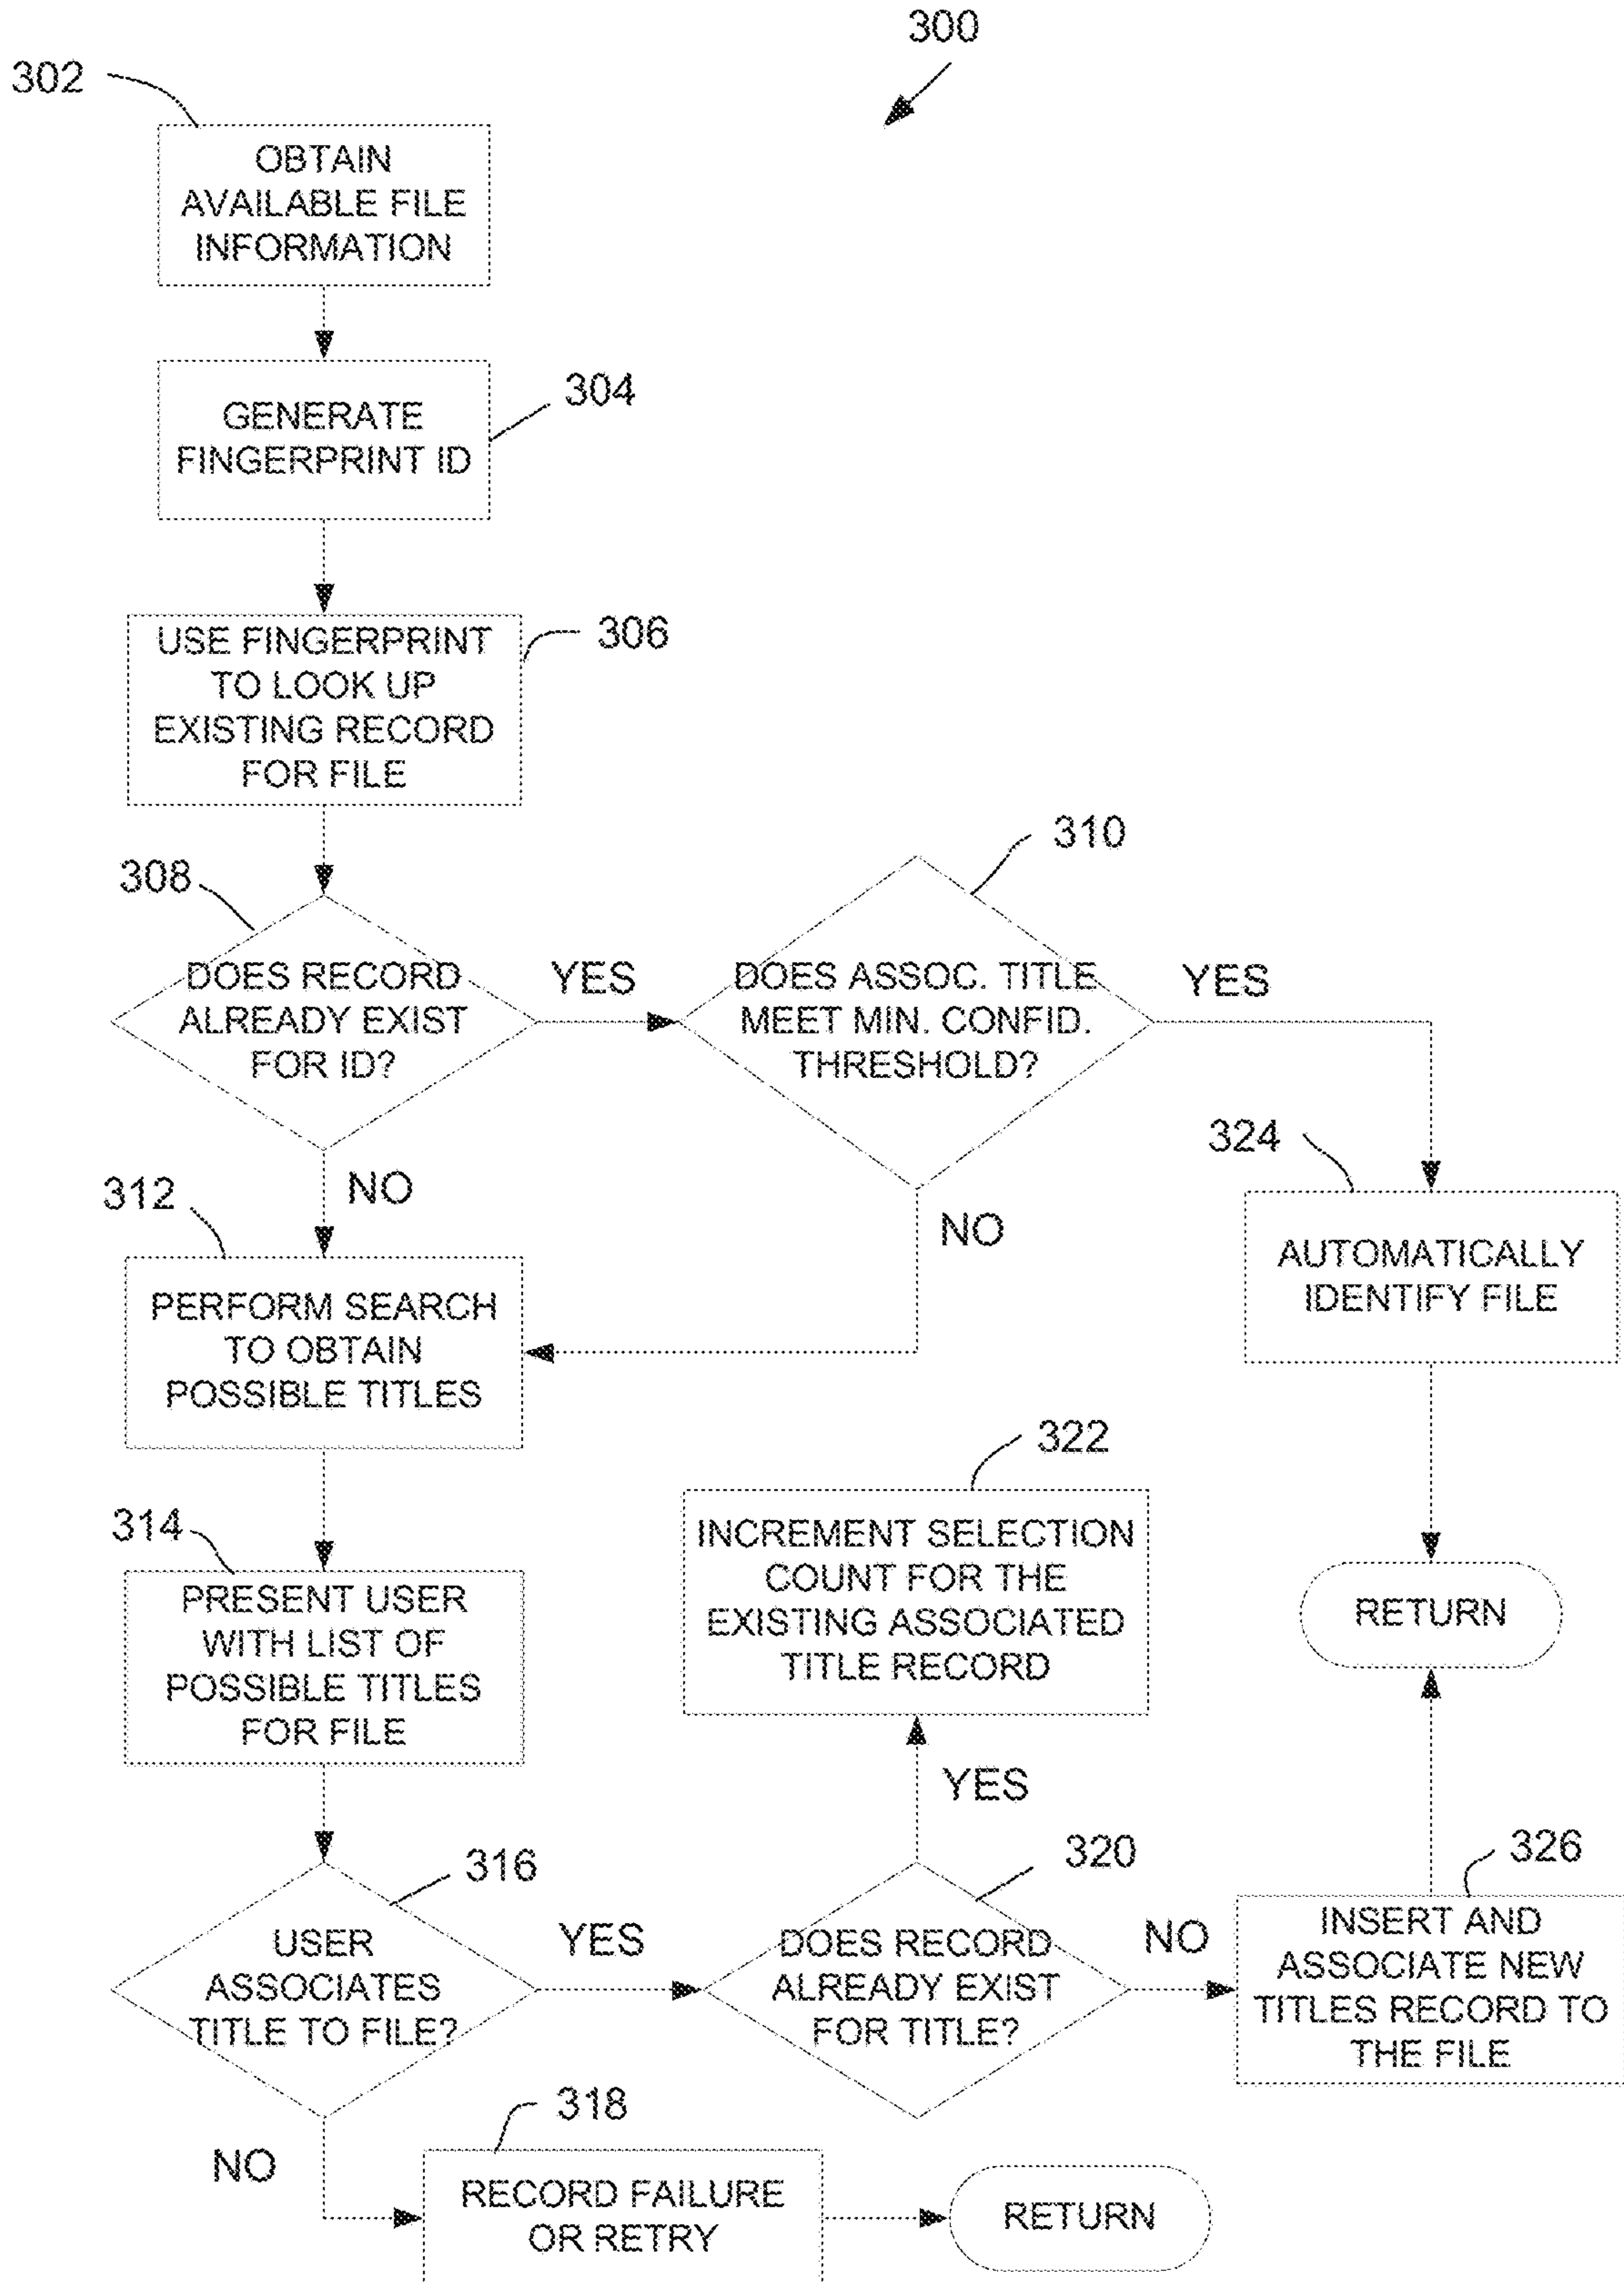 300
302
OBTAIN
AVAILABLE FILE
INFORMATION
304
GENERATE
FINGERPRINT ID
306
USE FINGERPRINT
TO LOOK UP
EXISTING RECORD
FOR FILE
308
DOES RECORD
ALREADY EXIST
FOR ID?
YES
310
DOES ASSOC. TITLE
MEET MIN. CONFID.
THRESHOLD?
YES
NO
NO
312
PERFORM SEARCH
TO OBTAIN
POSSIBLE TITLES
324
AUTOMATICALLY
IDENTIFY FILE
314
PRESENT USER
WITH LIST OF
POSSIBLE TITLES
FOR FILE
322
INCREMENT SELECTION
COUNT FOR THE
EXISTING ASSOCIATED
TITLE RECORD
RETURN
YES
316
USER
ASSOCIATES
TITLE TO FILE?
YES
320
DOES RECORD
ALREADY EXIST
FOR TITLE?
NO
326
INSERT AND
ASSOCIATE NEW
TITLES RECORD TO
THE FILE
NO
318
RECORD FAILURE
OR RETRY
RETURN